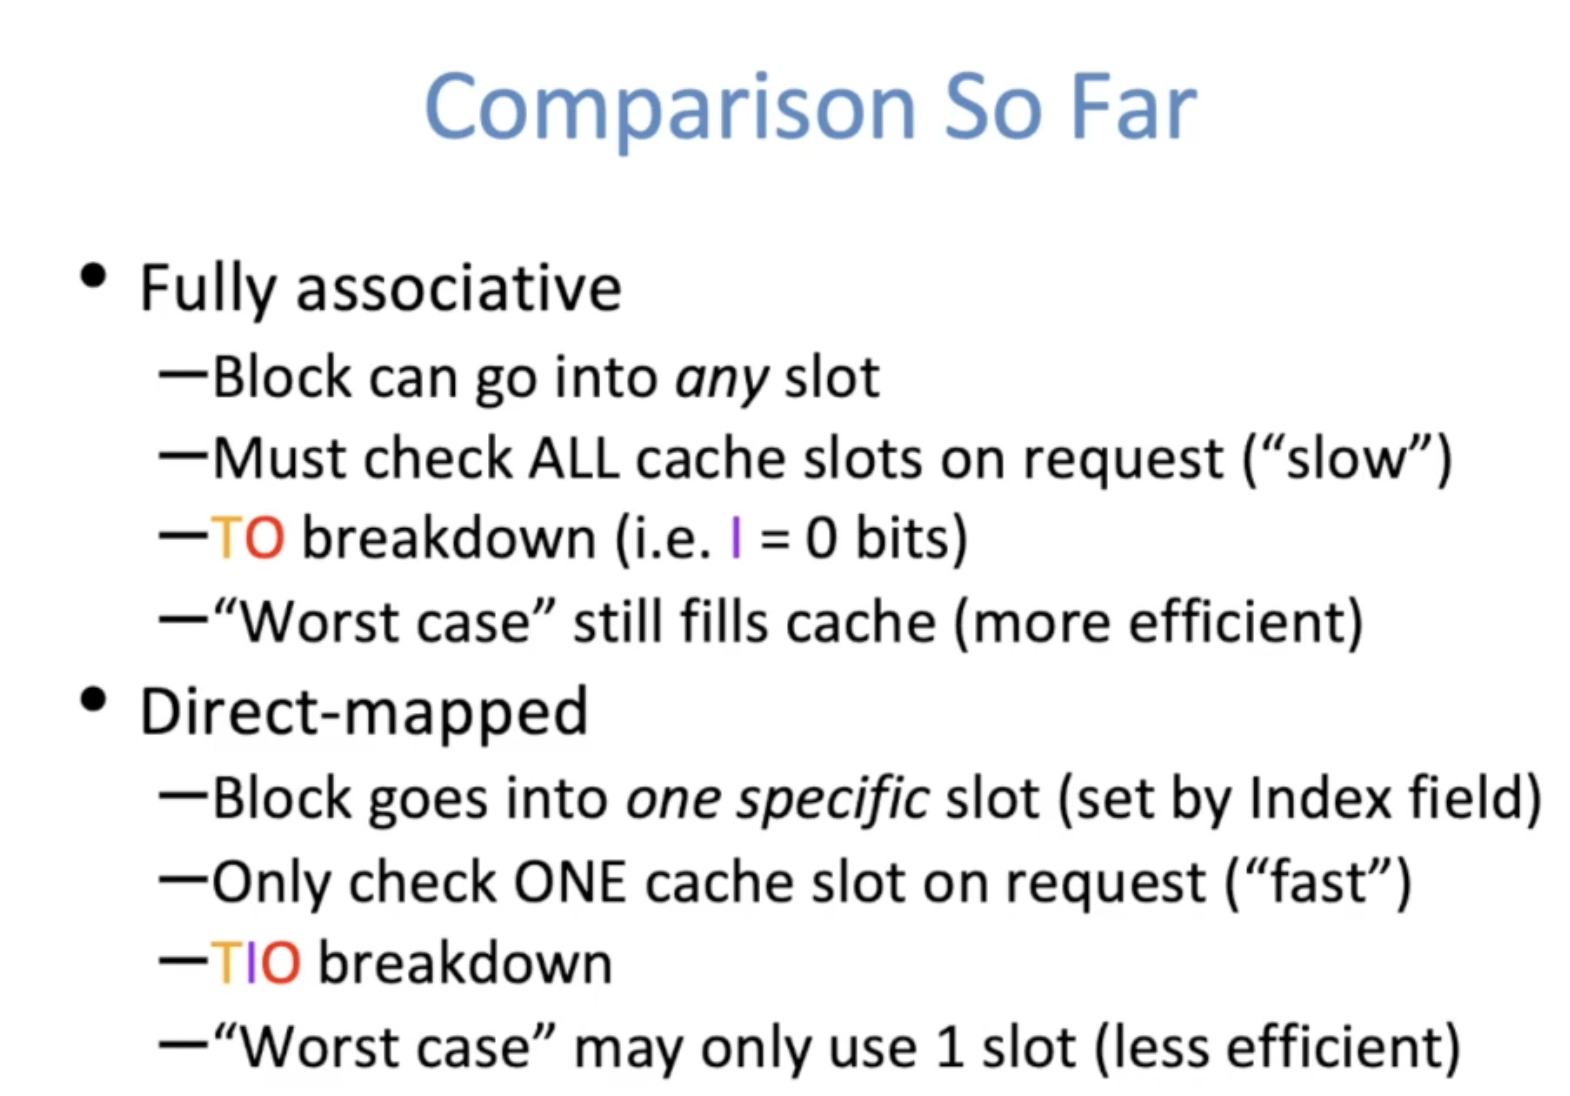 Comparison So Far
• Fully associative
—Block can go into any slot
—Must check ALL cache slots on request (“slow”)
—TO breakdown (i.e. I = 0 bits)
—“Worst case” still fills cache (more efficient)
• Direct-mapped
—Block goes into one specific slot (set by Index field)
—Only check ONE cache slot on request (“fast”)
—TIO breakdown
—“Worst case” may only use 1 slot (less efficient)